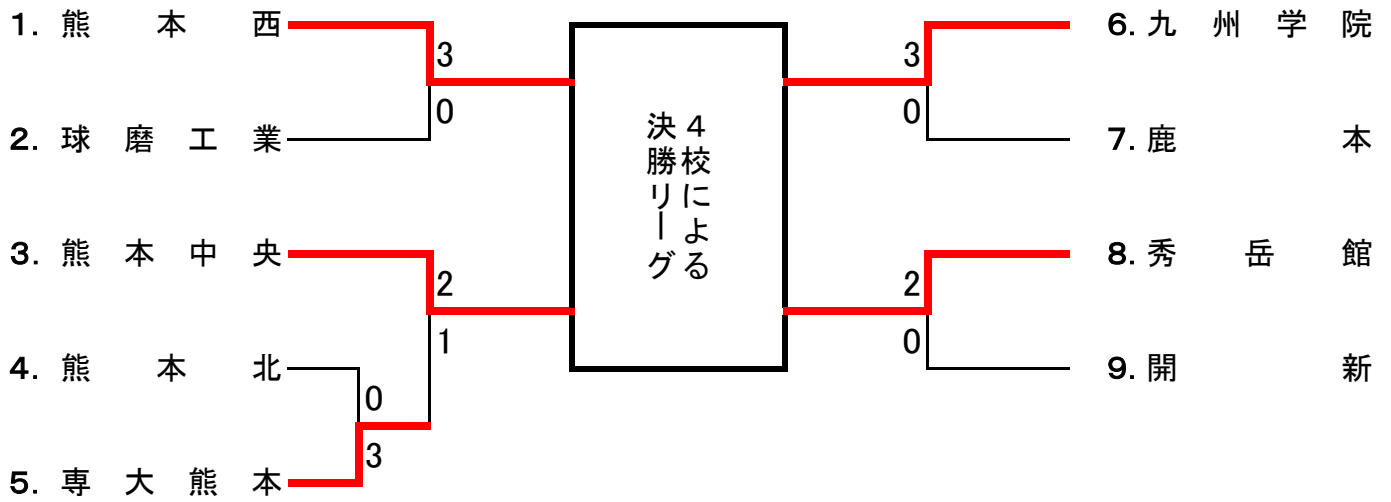 1. 熊本西
3
0
2. 球磨工業
3. 熊本中央
2
1
4. 熊本北
0
3
5. 専大熊本
4校による
決勝リーグ
6. 九州学院
3
0
7. 鹿本
8. 秀岳館
2
0
9. 開新